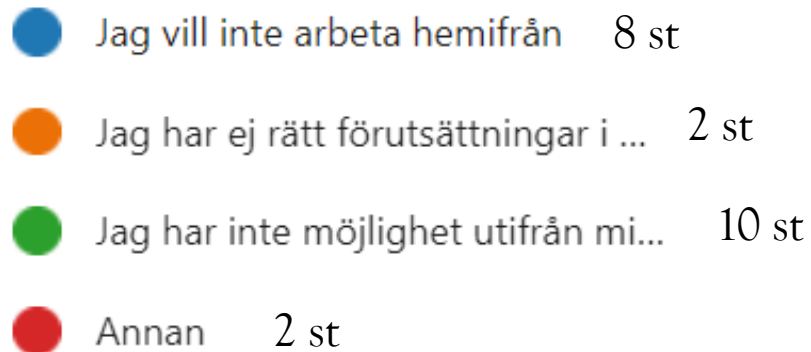 Jag vill inte arbeta hemifrån 8 st
Jag har ej rätt förutsättningar i ... 2 st
Jag har inte möjlighet utifrån mi... 10 st
Annan 2 st